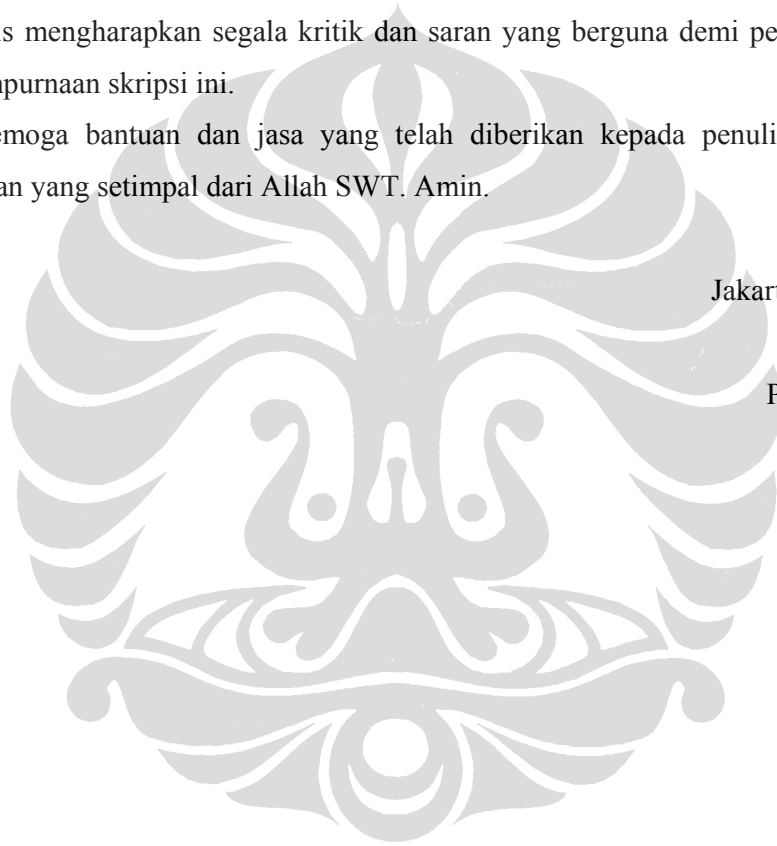 is mengharapkan segala kritik dan saran yang berguna demi pe
npurnaan skripsi ini.
emoga bantuan dan jasa yang telah diberikan kepada penuli
an yang setimpal dari Allah SWT. Amin.
Jakart
P